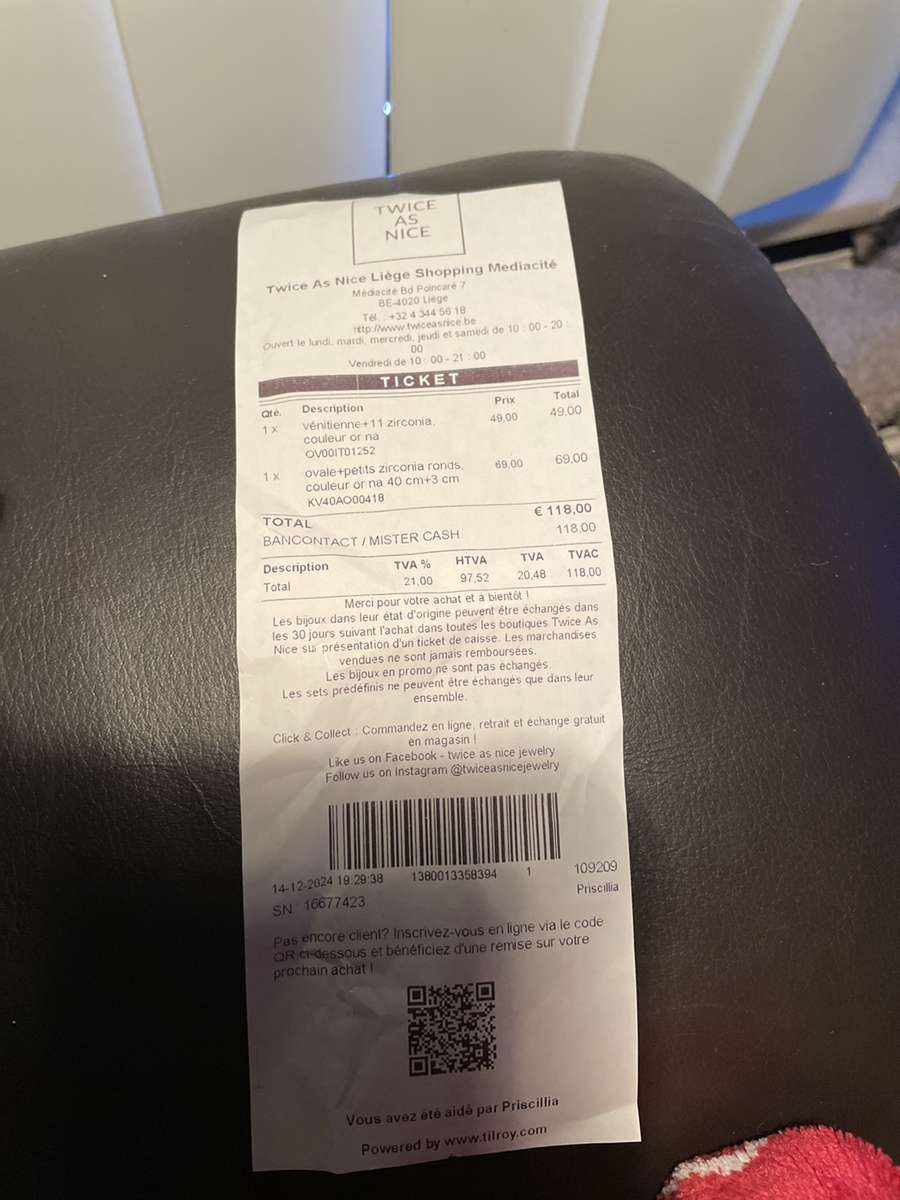 TWICE
AS
NICE
Twice As Nice Liège Shopping Mediacité
Médiacité Bd Poincaré 7
BE-4020 Liège
Tél. : +32 4 344 56 18
http://www.twiceasnice.be
Ouvert le lundi, mardi, mercredi, jeudi et samedi de 10 : 00 - 20 :
00
Vendredi de 10 : 00 - 21 : 00
TICKET
Qté. Description Prix Total
1 x vénitienne+11 zirconia, 49,00 49,00
couleur or na
OV00IT01252
1 x ovale+petits zirconia ronds, 69,00 69,00
couleur or na 40 cm+3 cm
KV40AO00418
TOTAL € 118,00
BANCONTACT / MISTER CASH 118,00
Description TVA % HTVA TVA TVAC
Total 21,00 97,52 20,48 118,00
Merci pour votre achat et à bientôt !
Les bijoux dans leur état d'origine peuvent être échangés dans
les 30 jours suivant l'achat dans toutes les boutiques Twice As
Nice sur présentation d'un ticket de caisse. Les marchandises
vendues ne sont jamais remboursées.
Les bijoux en promo ne sont pas échangés.
Les sets prédéfinis ne peuvent être échangés que dans leur
ensemble.
Click & Collect : Commandez en ligne, retrait et échange gratuit
en magasin !
Like us on Facebook - twice as nice jewelry
Follow us on Instagram @twiceasnicejewelry
14-12-2024 19:29:38 1380013358394 1 109209
SN : 16677423 Priscillia
Pas encore client? Inscrivez-vous en ligne via le code
QR ci-dessous et bénéficiez d'une remise sur votre
prochain achat !
Vous avez été aidé par Priscillia
Powered by www.tilroy.com